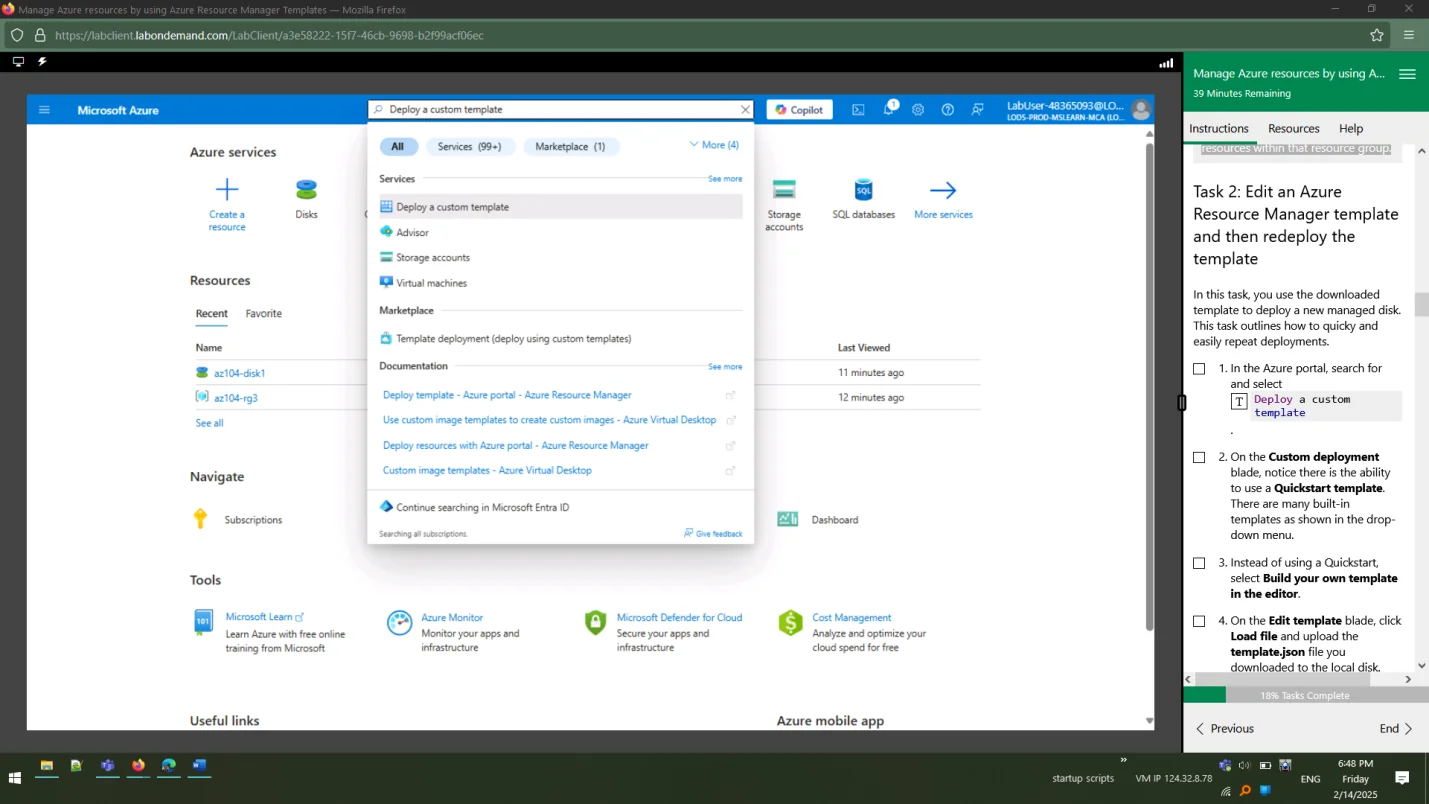 Manage Azure resources by using Azure Resource Manager Templates — Mozilla Firefox
https://labclient.labondemand.com/LabClient/a3e58222-15f7-46cb-9698-b2f99acf06ec
Microsoft Azure
Deploy a custom template
Copilot
1
LabUser-48365093@LO...
LODS-PROD-MSLEARN-MCA (LO...
All
Services (99+)
Marketplace (1)
More (4)
Services
See more
Deploy a custom template
Advisor
Storage accounts
Virtual machines
Marketplace
Template deployment (deploy using custom templates)
Documentation
See more
Deploy template - Azure portal - Azure Resource Manager
Use custom image templates to create custom images - Azure Virtual Desktop
Deploy resources with Azure portal - Azure Resource Manager
Custom image templates - Azure Virtual Desktop
Continue searching in Microsoft Entra ID
Searching all subscriptions.
Give feedback
Azure services
Create a
resource
Disks
Storage
accounts
SQL
SQL databases
More services
Resources
Recent
Favorite
Name
Last Viewed
az104-disk1
11 minutes ago
az104-rg3
12 minutes ago
See all
Navigate
Subscriptions
Dashboard
Tools
101
Microsoft Learn
Learn Azure with free online
training from Microsoft
Azure Monitor
Monitor your apps and
infrastructure
Microsoft Defender for Cloud
Secure your apps and
infrastructure
Cost Management
Analyze and optimize your
cloud spend for free
Useful links
Azure mobile app
Manage Azure resources by using A...
39 Minutes Remaining
Instructions
Resources
Help
resources within that resource group.
Task 2: Edit an Azure
Resource Manager template
and then redeploy the
template
In this task, you use the downloaded
template to deploy a new managed disk.
This task outlines how to quicky and
easily repeat deployments.
1. In the Azure portal, search for
and select
T Deploy a custom
template
.
2. On the Custom deployment
blade, notice there is the ability
to use a Quickstart template.
There are many built-in
templates as shown in the drop-
down menu.
3. Instead of using a Quickstart,
select Build your own template
in the editor.
4. On the Edit template blade, click
Load file and upload the
template.json file you
downloaded to the local disk.
18% Tasks Complete
Previous
End
startup scripts
VM IP 124.32.8.78
ENG
6:48 PM
Friday
2/14/2025